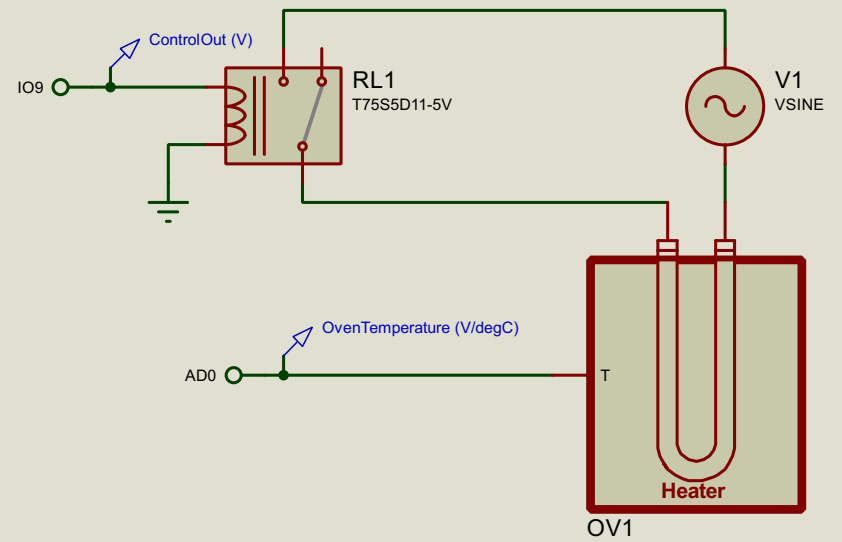 ControlOut (V)
IO9
RL1
T75S5D11-5V
V1
VSINE
OvenTemperature (V/degC)
AD0
T
Heater
OV1